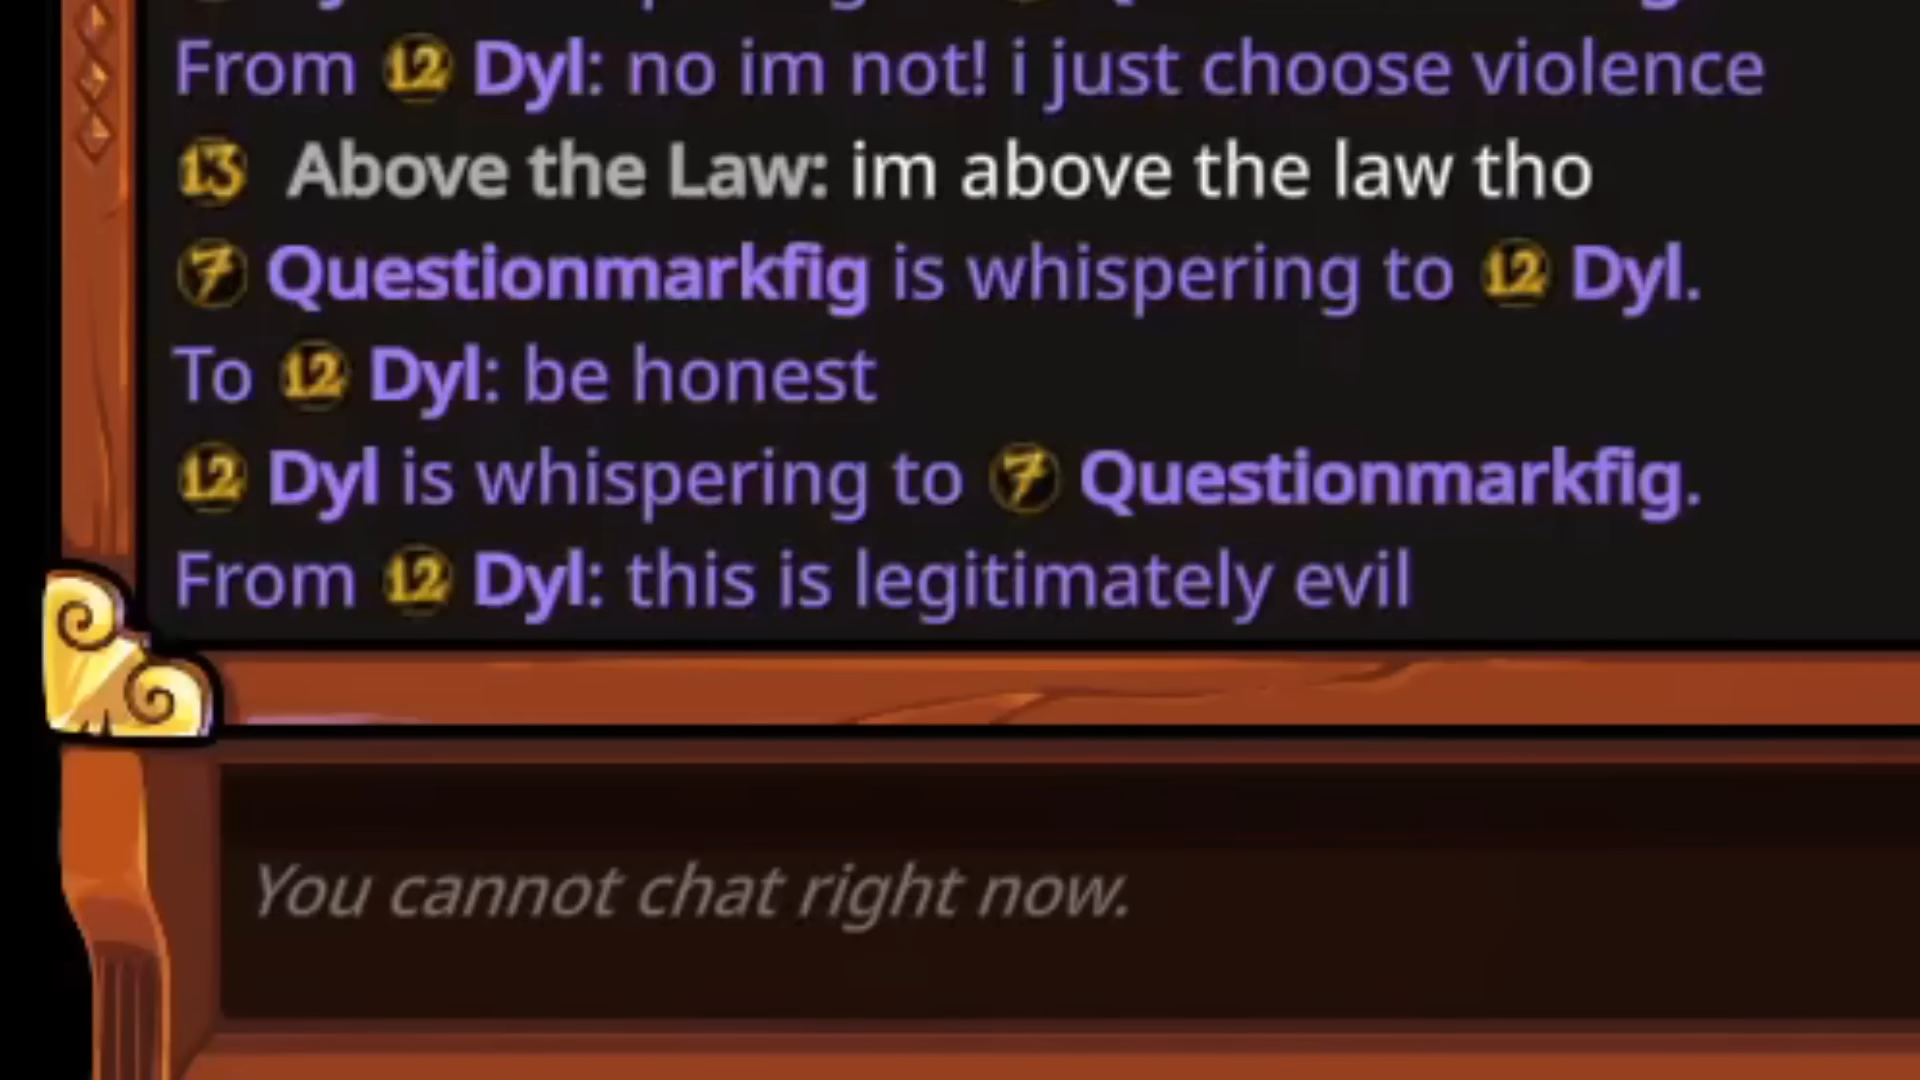 From 12 Dyl: no im not! i just choose violence
13 Above the Law: im above the law tho
7 Questionmarkfig is whispering to 12 Dyl.
To 12 Dyl: be honest
12 Dyl is whispering to 7 Questionmarkfig.
From 12 Dyl: this is legitimately evil
You cannot chat right now.